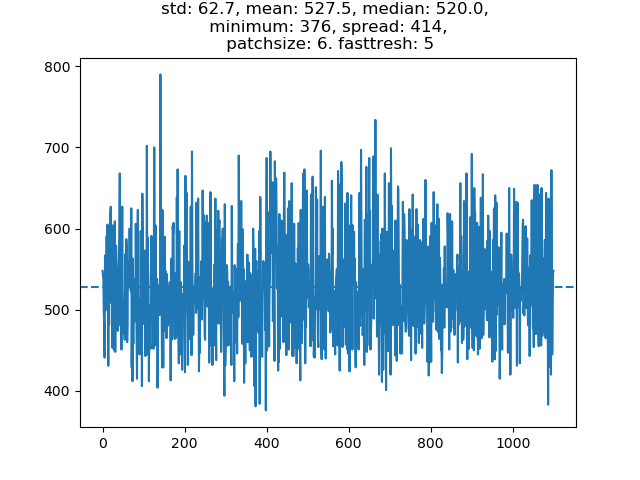 std: 62.7, mean: 527.5, median: 520.0,
minimum: 376, spread: 414,
patchsize: 6. fasttresh: 5
800
700
600
500
400
0 200 400 600 800 1000